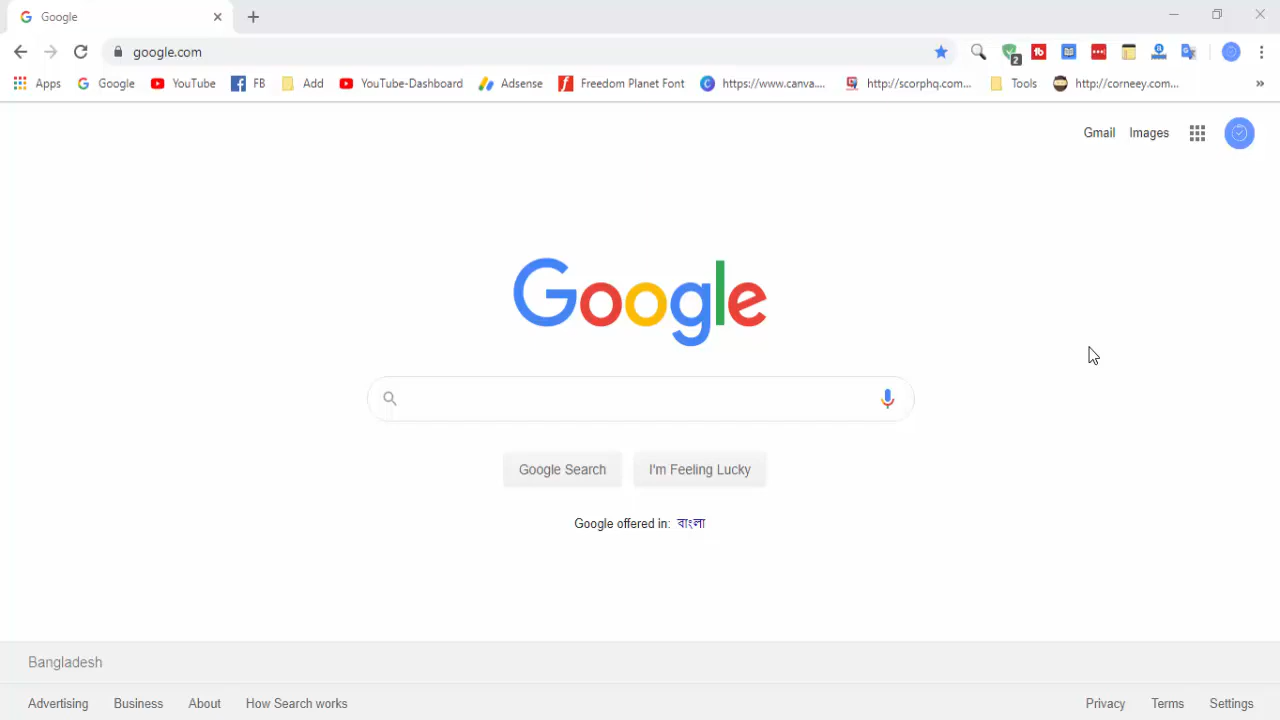 Google
google.com
2
Apps Google YouTube FB Add YouTube-Dashboard Adsense Freedom Planet Font https://www.canva.... http://scorphq.com... Tools http://corneey.com... »
Gmail Images
Google
Google Search I'm Feeling Lucky
Google offered in: বাংলা
Bangladesh
Advertising Business About How Search works Privacy Terms Settings